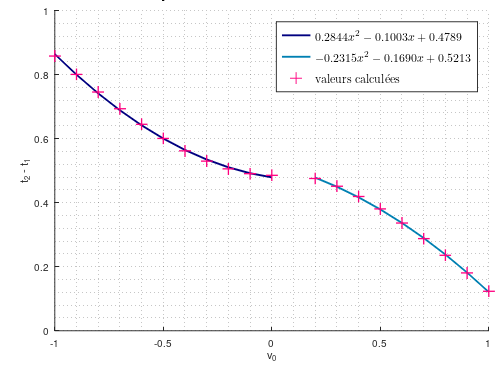 0.2844x² − 0.1003x + 0.4789
−0.2315x² − 0.1690x + 0.5213
valeurs calculées
1
0.8
0.6
0.4
0.2
0
t₂ - t₁
-1
-0.5
0
0.5
1
v₀